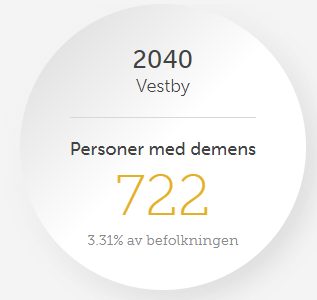 2040
Vestby
Personer med demens
722
3.31% av befolkningen